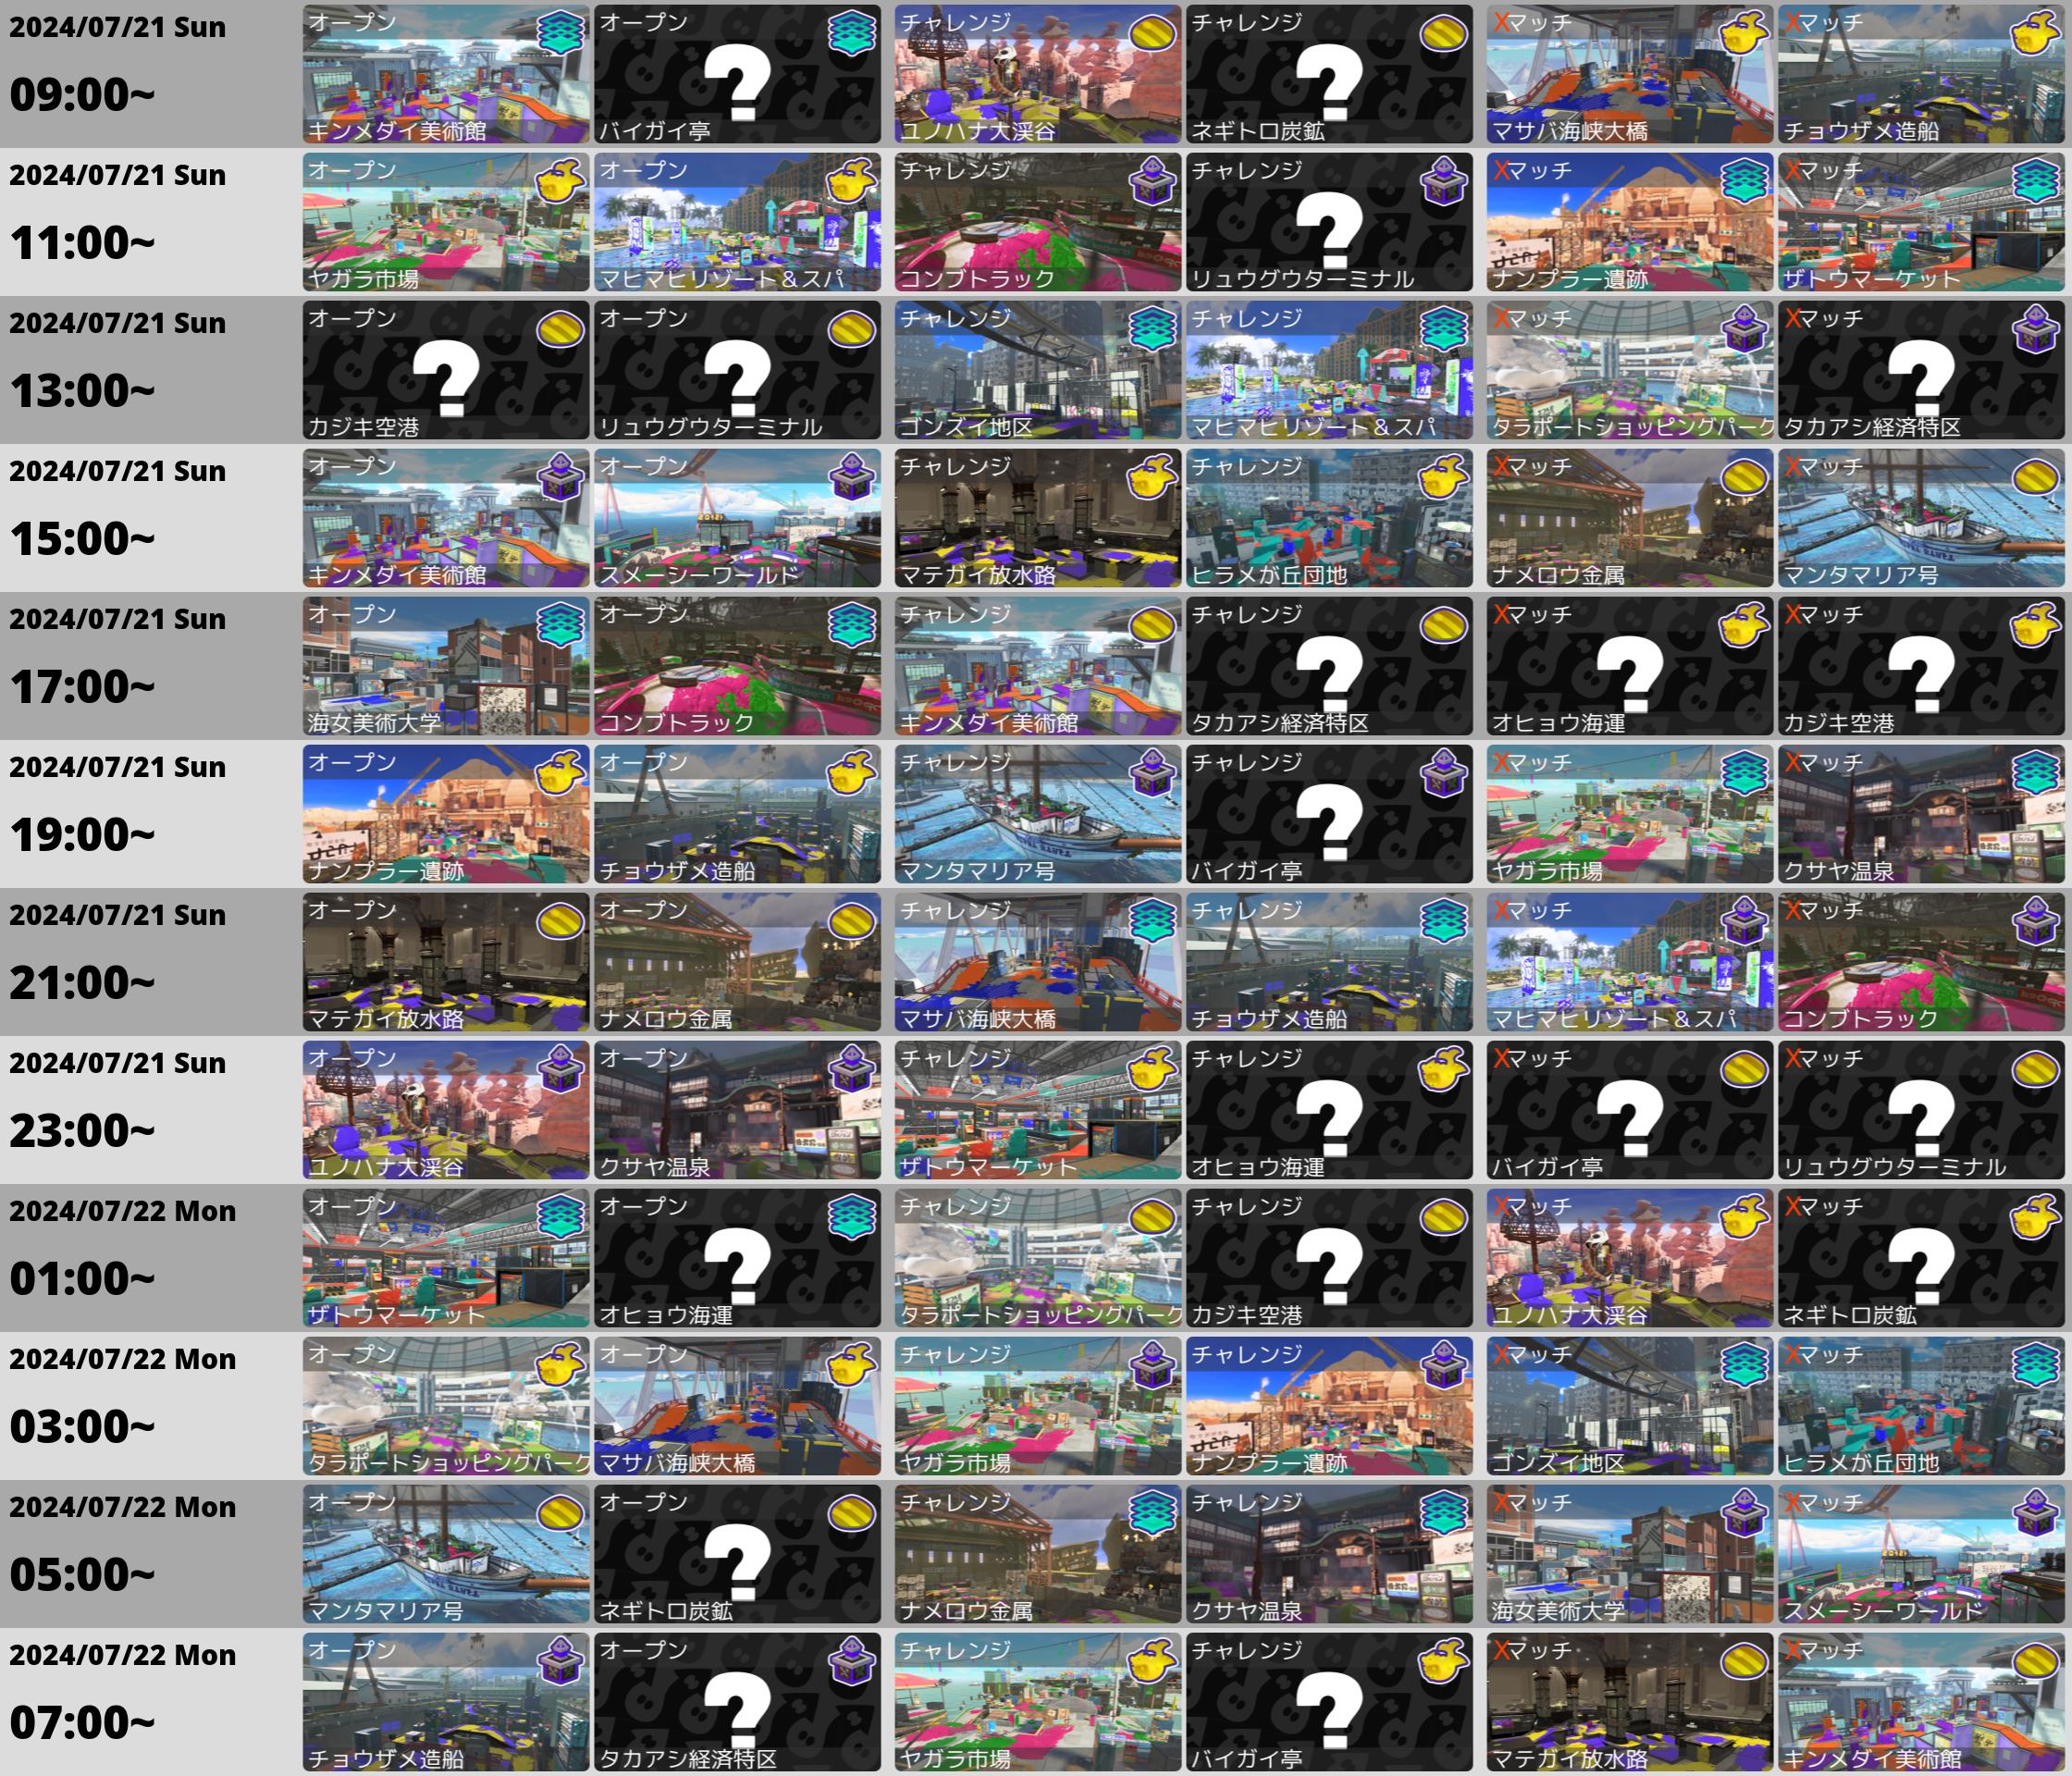 2024/07/21 Sun
09:00~
オープン
キンメダイ美術館
オープン
バイガイ亭
チャレンジ
ユノハナ大渓谷
チャレンジ
ネギトロ炭鉱
Xマッチ
マサバ海峡大橋
Xマッチ
チョウザメ造船
2024/07/21 Sun
11:00~
オープン
ヤガラ市場
オープン
マヒマヒリゾート&スパ
チャレンジ
コンブトラック
チャレンジ
リュウグウターミナル
Xマッチ
ナンプラー遺跡
Xマッチ
ザトウマーケット
2024/07/21 Sun
13:00~
オープン
カジキ空港
オープン
リュウグウターミナル
チャレンジ
ゴンズイ地区
チャレンジ
マヒマヒリゾート&スパ
Xマッチ
タラポートショッピングパーク
Xマッチ
タカアシ経済特区
2024/07/21 Sun
15:00~
オープン
キンメダイ美術館
オープン
スメーシーワールド
チャレンジ
マテガイ放水路
チャレンジ
ヒラメが丘団地
Xマッチ
ナメロウ金属
Xマッチ
マンタマリア号
2024/07/21 Sun
17:00~
オープン
海女美術大学
オープン
コンブトラック
チャレンジ
キンメダイ美術館
チャレンジ
タカアシ経済特区
Xマッチ
オヒョウ海運
Xマッチ
カジキ空港
2024/07/21 Sun
19:00~
オープン
ナンプラー遺跡
オープン
チョウザメ造船
チャレンジ
マンタマリア号
チャレンジ
バイガイ亭
Xマッチ
ヤガラ市場
Xマッチ
クサヤ温泉
2024/07/21 Sun
21:00~
オープン
マテガイ放水路
オープン
ナメロウ金属
チャレンジ
マサバ海峡大橋
チャレンジ
チョウザメ造船
Xマッチ
マヒマヒリゾート&スパ
Xマッチ
コンブトラック
2024/07/21 Sun
23:00~
オープン
ユノハナ大渓谷
オープン
クサヤ温泉
チャレンジ
ザトウマーケット
チャレンジ
オヒョウ海運
Xマッチ
バイガイ亭
Xマッチ
リュウグウターミナル
2024/07/22 Mon
01:00~
オープン
ザトウマーケット
オープン
オヒョウ海運
チャレンジ
タラポートショッピングパーク
チャレンジ
カジキ空港
Xマッチ
ユノハナ大渓谷
Xマッチ
ネギトロ炭鉱
2024/07/22 Mon
03:00~
オープン
タラポートショッピングパーク
オープン
マサバ海峡大橋
チャレンジ
ヤガラ市場
チャレンジ
ナンプラー遺跡
Xマッチ
ゴンズイ地区
Xマッチ
ヒラメが丘団地
2024/07/22 Mon
05:00~
オープン
マンタマリア号
オープン
ネギトロ炭鉱
チャレンジ
ナメロウ金属
チャレンジ
クサヤ温泉
Xマッチ
海女美術大学
Xマッチ
スメーシーワールド
2024/07/22 Mon
07:00~
オープン
チョウザメ造船
オープン
タカアシ経済特区
チャレンジ
ヤガラ市場
チャレンジ
バイガイ亭
Xマッチ
マテガイ放水路
Xマッチ
キンメダイ美術館